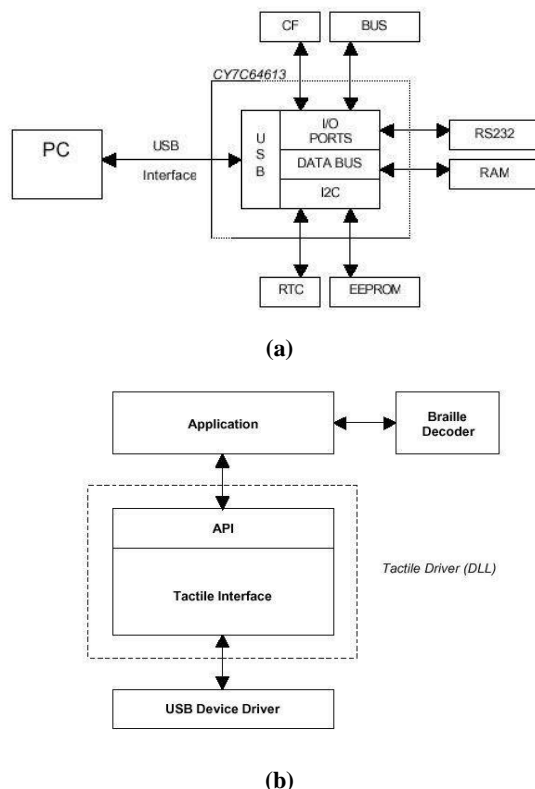 CF
BUS
CY7C64613
PC
USB
Interface
U
S
B
I/O
PORTS
DATA BUS
I2C
RS232
RAM
RTC
EEPROM
(a)
Application
Braille
Decoder
API
Tactile Interface
Tactile Driver (DLL)
USB Device Driver
(b)